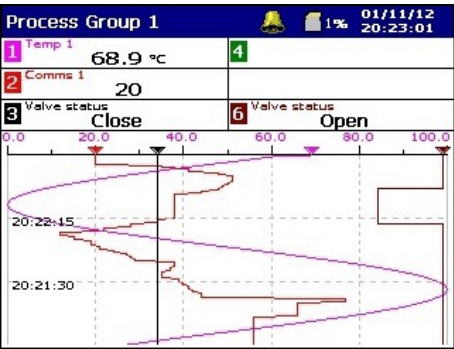 Process Group 1 1% 01/11/12
20:23:01
1 Temp 1 68.9 °C 4
2 Comms 1 20
3 Valve status Close 6 Valve status Open
0.0 20.0 40.0 60.0 80.0 100.0
20:22:15
20:21:30